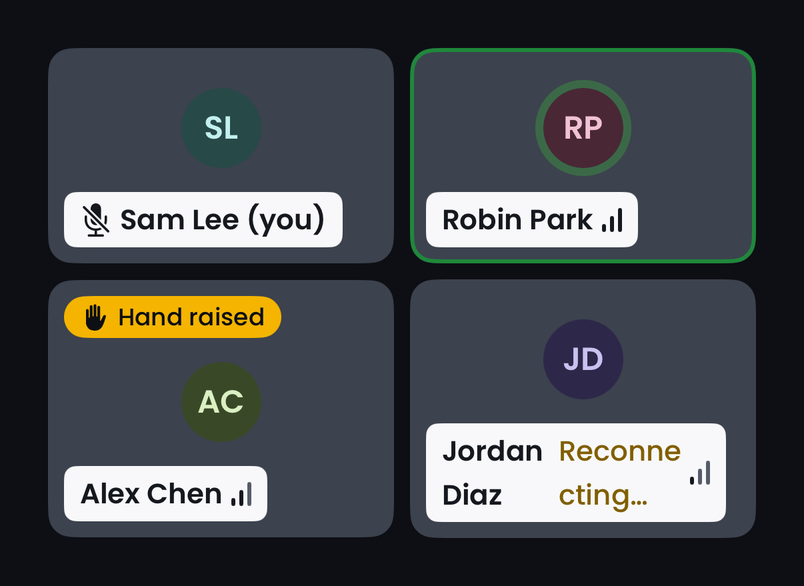 SL
Sam Lee (you)
RP
Robin Park
Hand raised
AC
Alex Chen
JD
Jordan Reconne
Diaz cting...